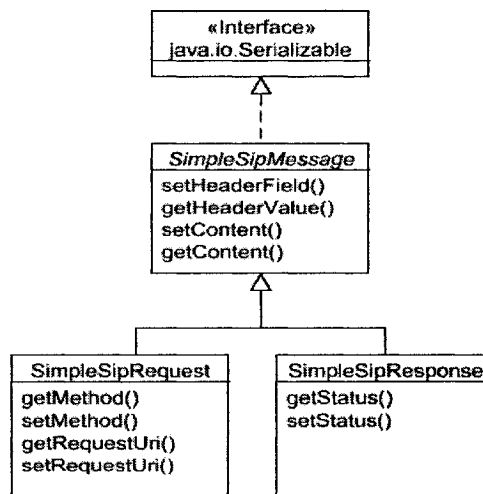 «Interface»
java.io.Serializable
SimpleSipMessage
setHeaderField()
getHeaderValue()
setContent()
getContent()
SimpleSipRequest
getMethod()
setMethod()
getRequestUri()
setRequestUri()
SimpleSipResponse
getStatus()
setStatus()